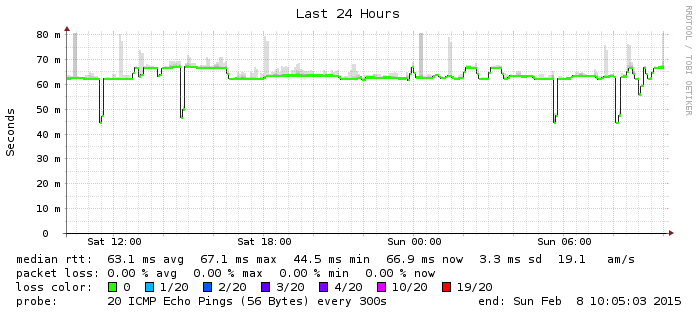 Last 24 Hours
RRDTOOL / TOBI OETIKER
Seconds
80 m
70 m
60 m
50 m
40 m
30 m
20 m
10 m
0
Sat 12:00 Sat 18:00 Sun 00:00 Sun 06:00
median rtt: 63.1 ms avg 67.1 ms max 44.5 ms min 66.9 ms now 3.3 ms sd 19.1 am/s
packet loss: 0.00 % avg 0.00 % max 0.00 % min 0.00 % now
loss color: 0 1/20 2/20 3/20 4/20 10/20 19/20
probe: 20 ICMP Echo Pings (56 Bytes) every 300s end: Sun Feb 8 10:05:03 2015